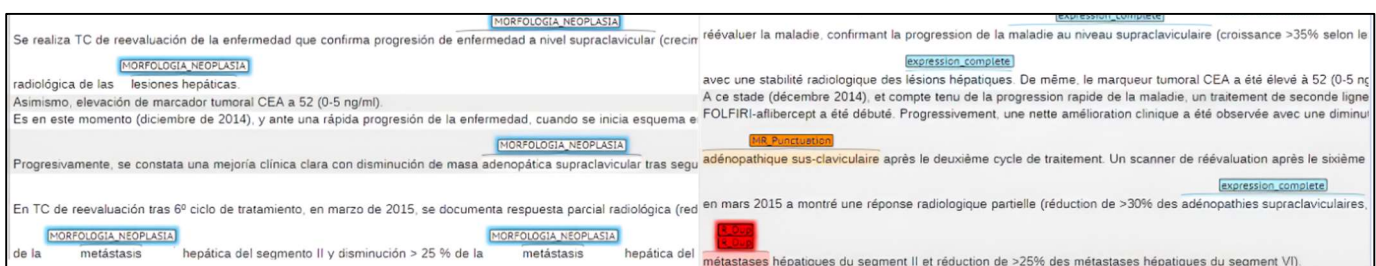 MORFOLOGIA_NEOPLASIA
Se realiza TC de reevaluación de la enfermedad que confirma progresión de enfermedad a nivel supraclavicular (crecim
MORFOLOGIA_NEOPLASIA
radiológica de las lesiones hepáticas.
Asimismo, elevación de marcador tumoral CEA a 52 (0-5 ng/ml).
Es en este momento (diciembre de 2014), y ante una rápida progresión de la enfermedad, cuando se inicia esquema e
MORFOLOGIA_NEOPLASIA
Progresivamente, se constata una mejoría clínica clara con disminución de masa adenopática supraclavicular tras segu
En TC de reevaluación tras 6º ciclo de tratamiento, en marzo de 2015, se documenta respuesta parcial radiológica (red
MORFOLOGIA_NEOPLASIA MORFOLOGIA_NEOPLASIA
de la metástasis hepática del segmento II y disminución > 25 % de la metástasis hepática del
expression_complete
réévaluer la maladie, confirmant la progression de la maladie au niveau supraclaviculaire (croissance >35% selon le
expression_complete
avec une stabilité radiologique des lésions hépatiques. De même, le marqueur tumoral CEA a été élevé à 52 (0-5 ng
A ce stade (décembre 2014), et compte tenu de la progression rapide de la maladie, un traitement de seconde ligne
FOLFIRI-aflibercept a été débuté. Progressivement, une nette amélioration clinique a été observée avec une diminut
MR_Punctuation
adénopathique sus-claviculaire après le deuxième cycle de traitement. Un scanner de réévaluation après le sixième
expression_complete
en mars 2015 a montré une réponse radiologique partielle (réduction de >30% des adénopathies supraclaviculaires,
R_Dup
R_Dup
métastases hépatiques du segment II et réduction de >25% des métastases hépatiques du segment VI).